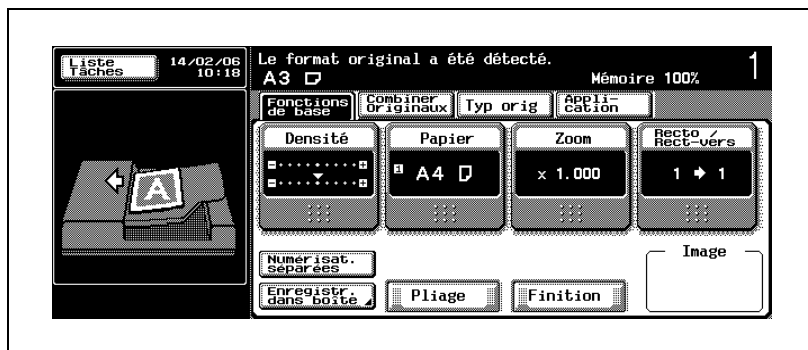 Liste
Tâches
14/02/06
10:18
Le format original a été détecté.
A3
Mémoire 100%
1
Fonctions
de base
Combiner
Originaux
Typ orig
Appli-
cation
Densité
Papier
Zoom
Recto /
Rect-vers
1 A4
x 1.000
1 → 1
A
Numérisat.
séparées
Enregistr.
dans boîte
Pliage
Finition
Image